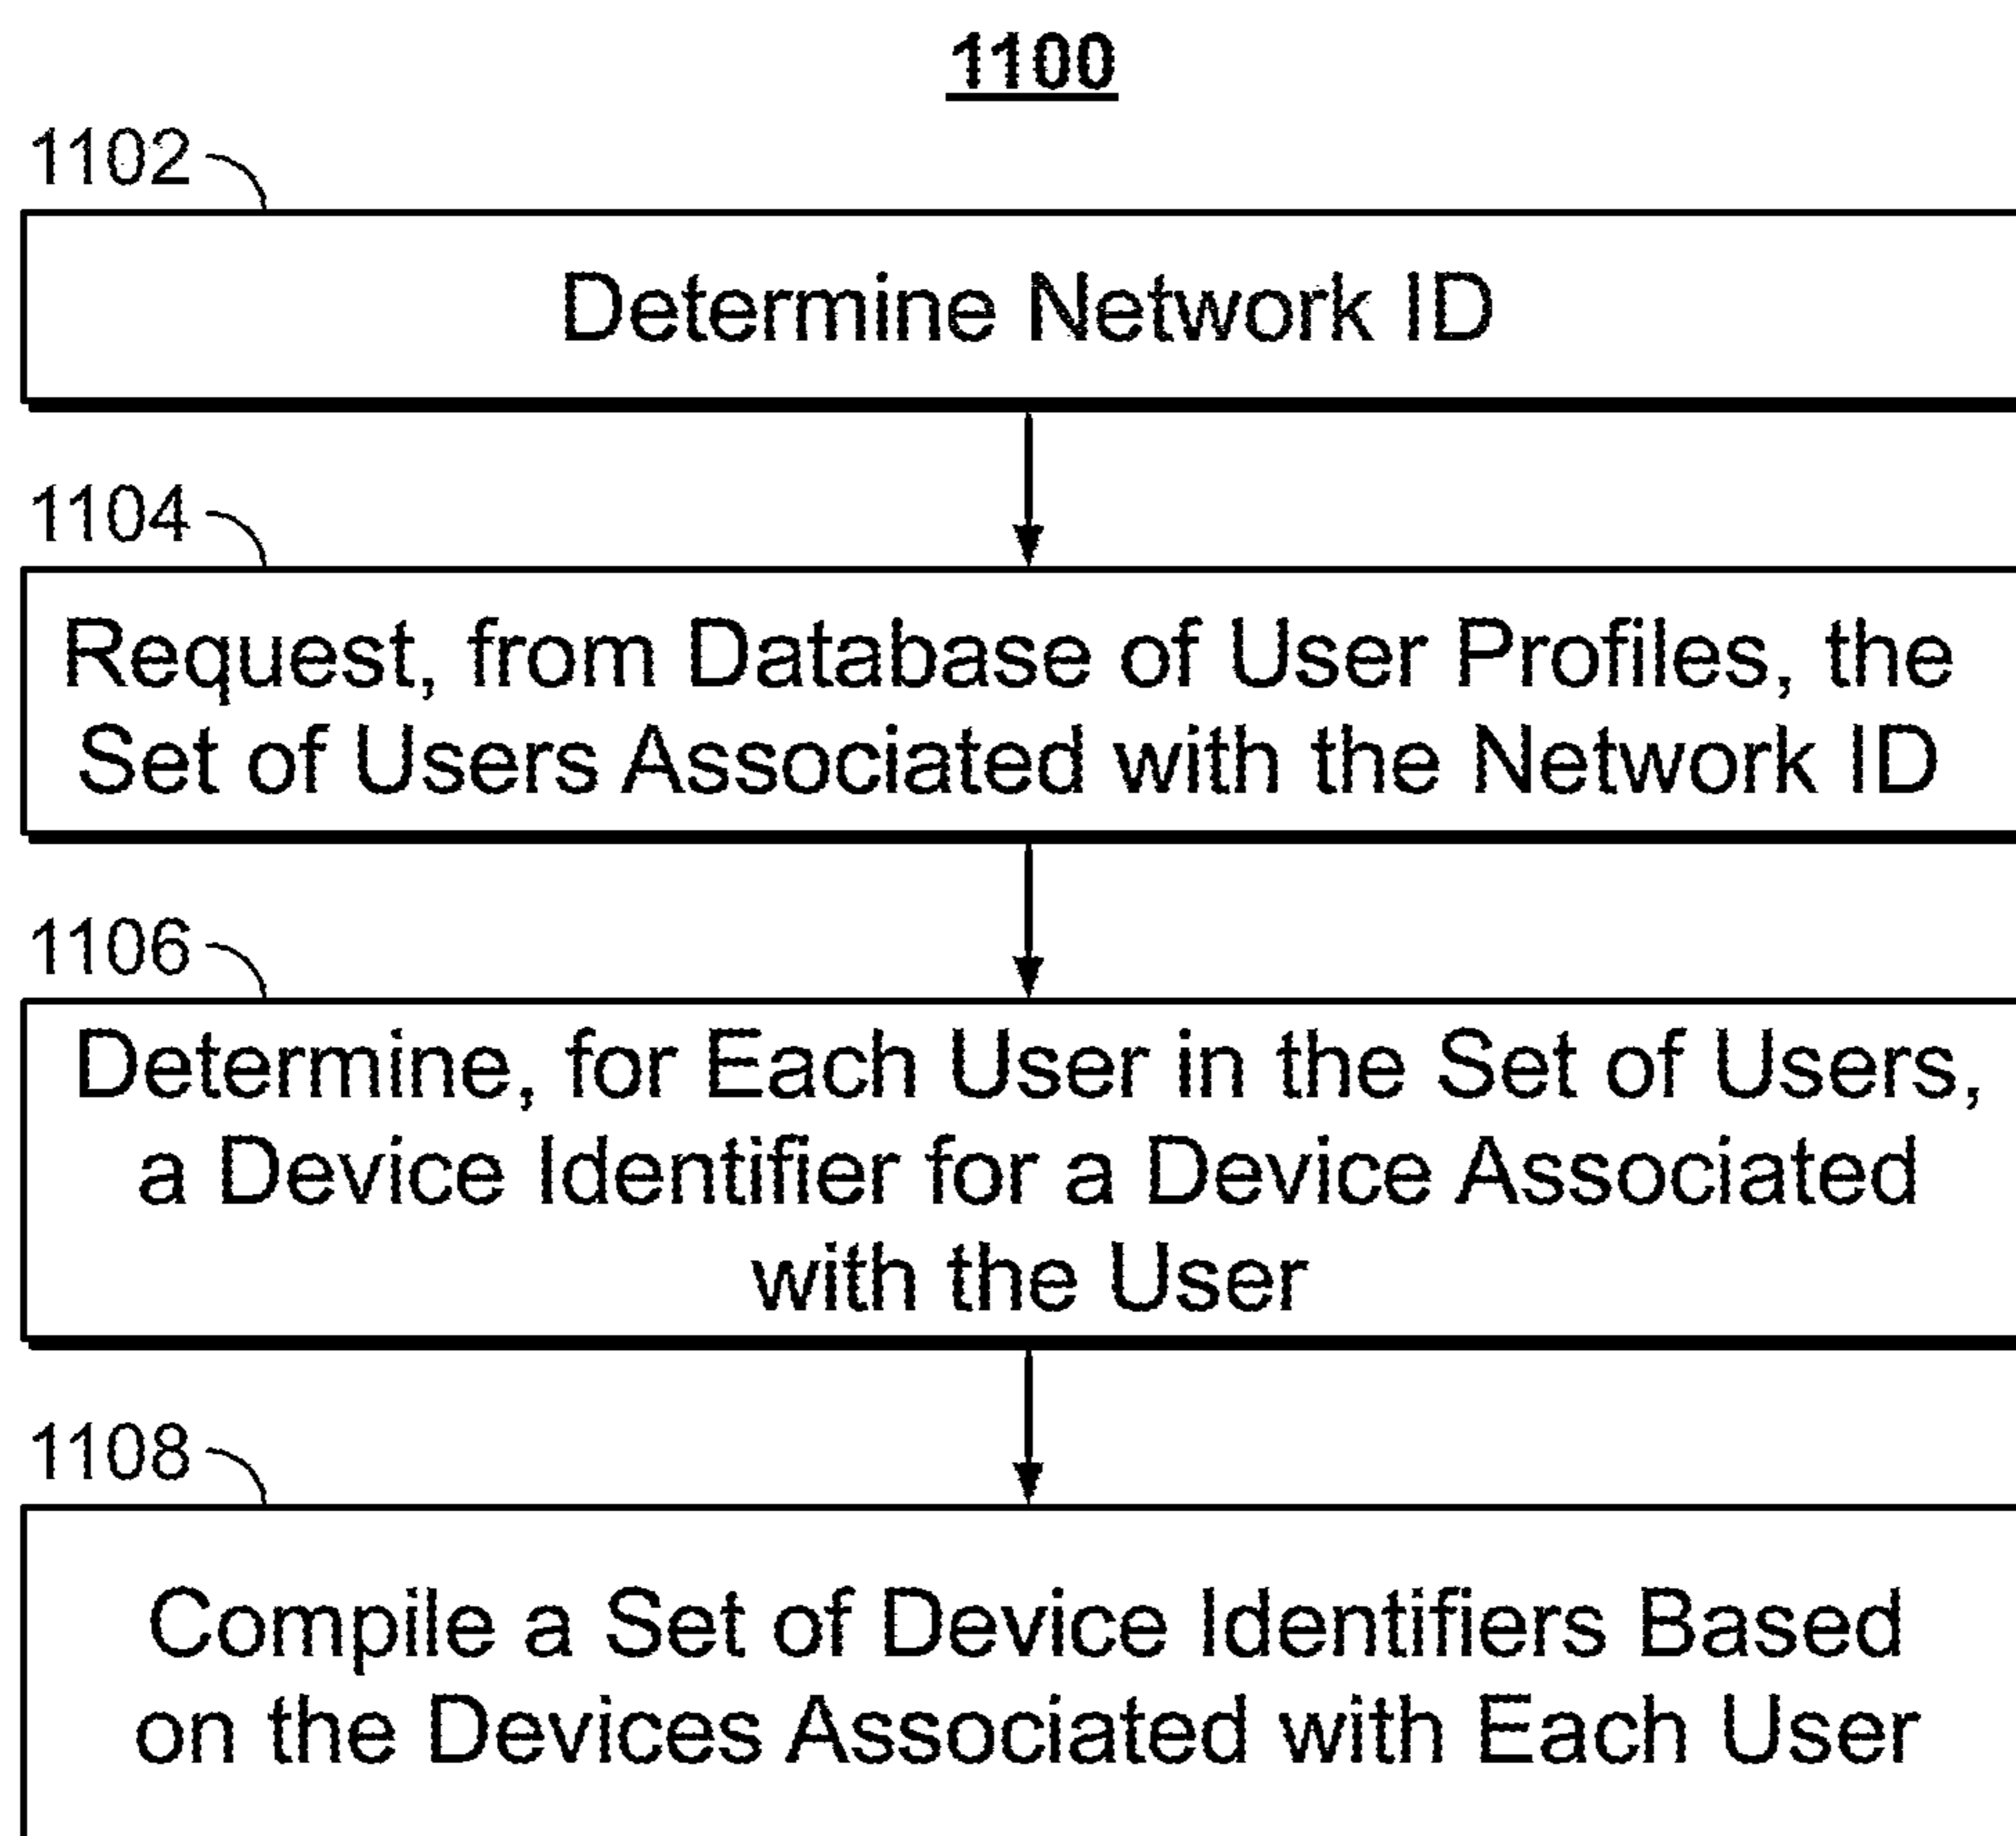 1100
1102
Determine Network ID
1104
Request, from Database of User Profiles, the
Set of Users Associated with the Network ID
1106
Determine, for Each User in the Set of Users,
a Device Identifier for a Device Associated
with the User
1108
Compile a Set of Device Identifiers Based
on the Devices Associated with Each User